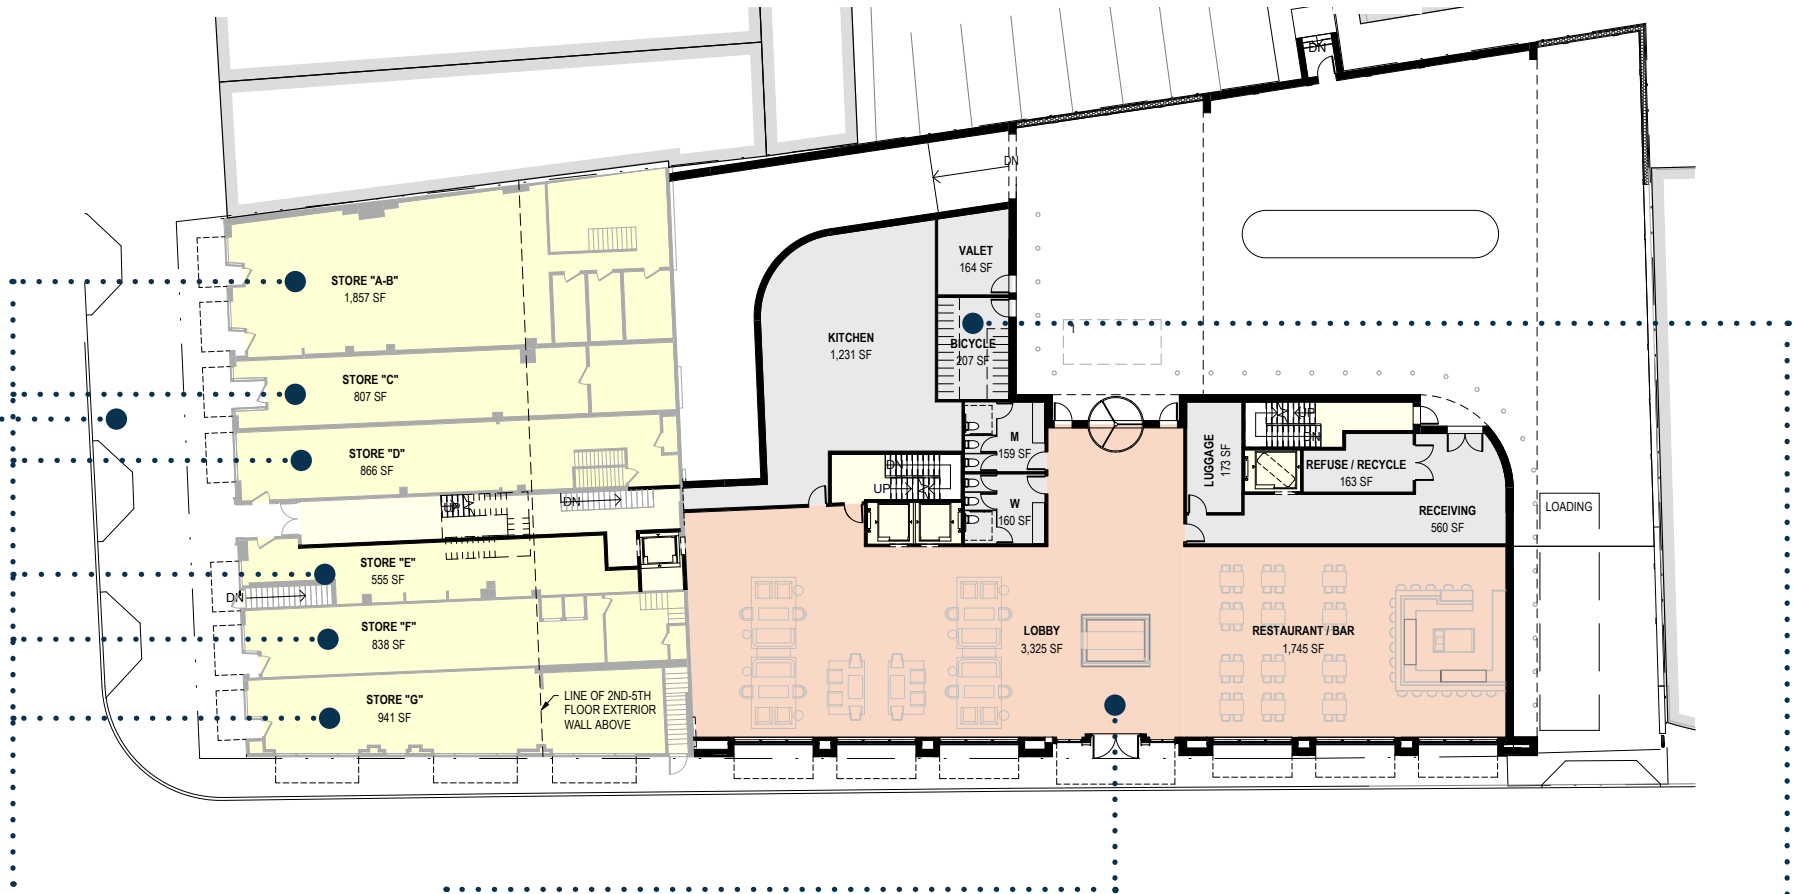 DN
DN
VALET
164 SF
STORE "A-B"
1,857 SF
KITCHEN
1,231 SF
BICYCLE
207 SF
1
STORE "C"
807 SF
STORE "D"
866 SF
M
159 SF
LUGGAGE
173 SF
UP
DN
REFUSE / RECYCLE
163 SF
DN
UP
UP
DN
W
160 SF
RECEIVING
560 SF
LOADING
STORE "E"
555 SF
DN
STORE "F"
838 SF
LOBBY
3,325 SF
RESTAURANT / BAR
1,745 SF
STORE "G"
941 SF
LINE OF 2ND-5TH
FLOOR EXTERIOR
WALL ABOVE